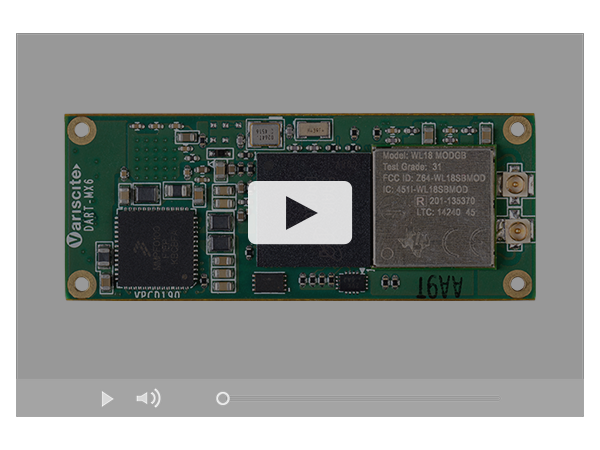 Variscite
DART-MX6
Model: WL18 MODGB
Test Grade: 31
FCC ID: Z64-WL18SBMOD
IC: 451I-WL18SBMOD
R 201-135370
LTC: 14240 45
AA9T